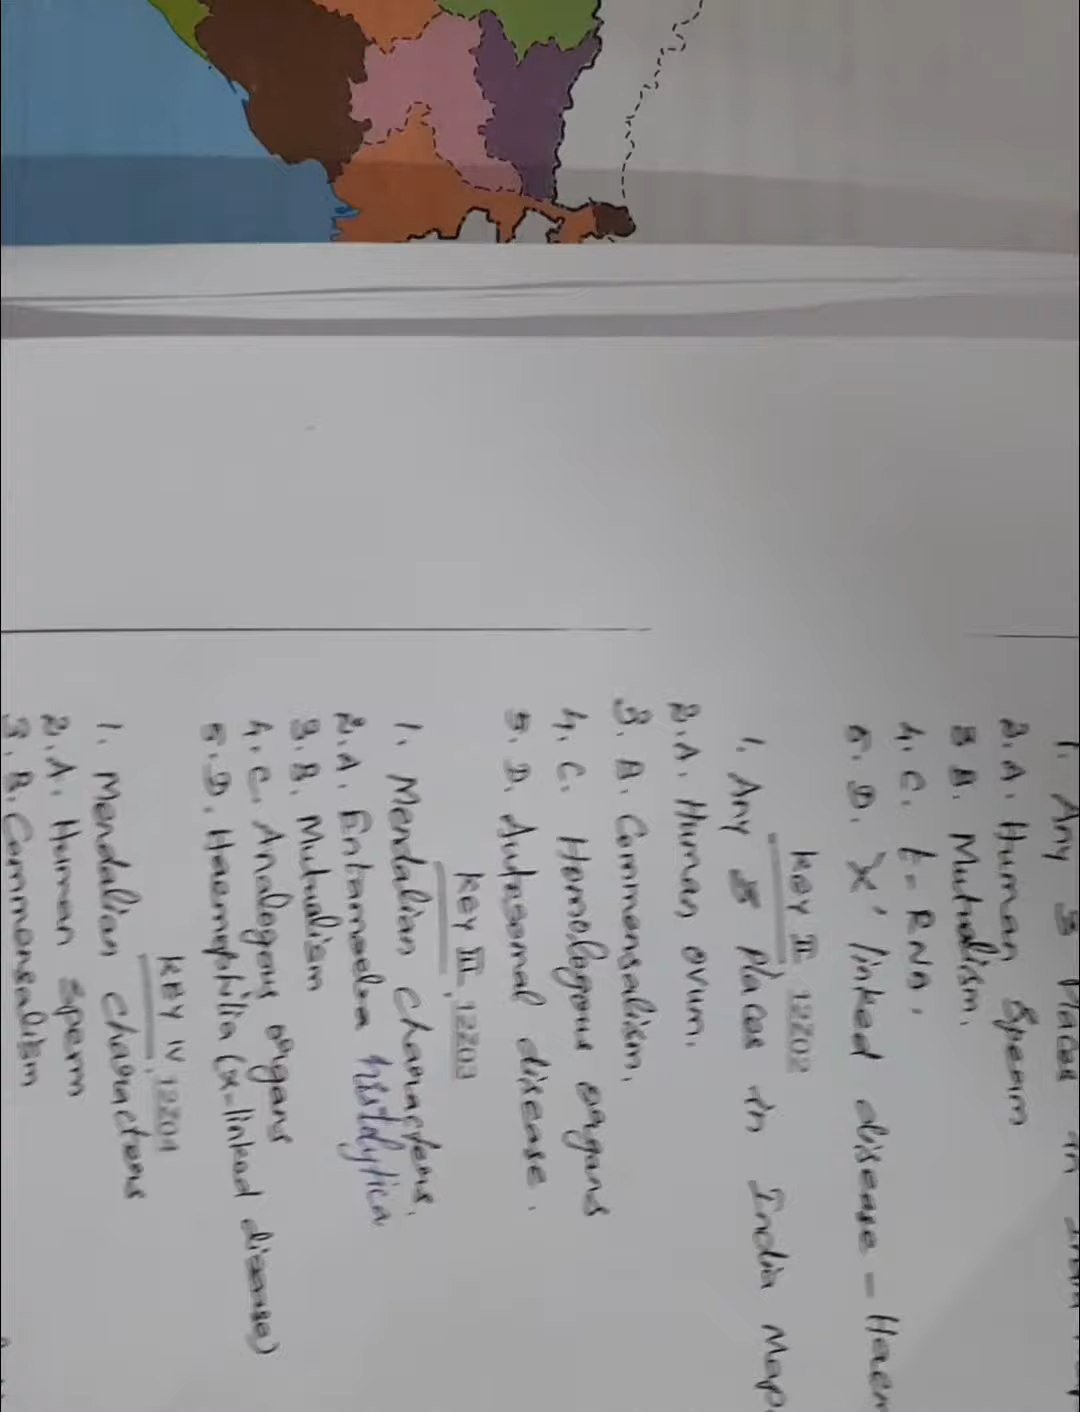 1. Any 5 Places in
2. A. Human Sperm
3 B. Mutualism.
4. C. t-RNA.
5. D. X' linked disease - Haem
Key II 12202
1. Any 5 Places in India Map.
2. A. Human ovum.
3. B. Commensalism.
4. C. Homologous organs
5. D. Autosomal disease.
Key III, 12203
1. Mendalian Characters.
2. A. Entamoeba histolytica
3. B. Mutualism
4. C. Analogous organs
5. D. Haemophilia (x-linked disease)
KEY IV, 12204
1. Mendalian Characters
2. A. Human Sperm
3. B. Commensalism